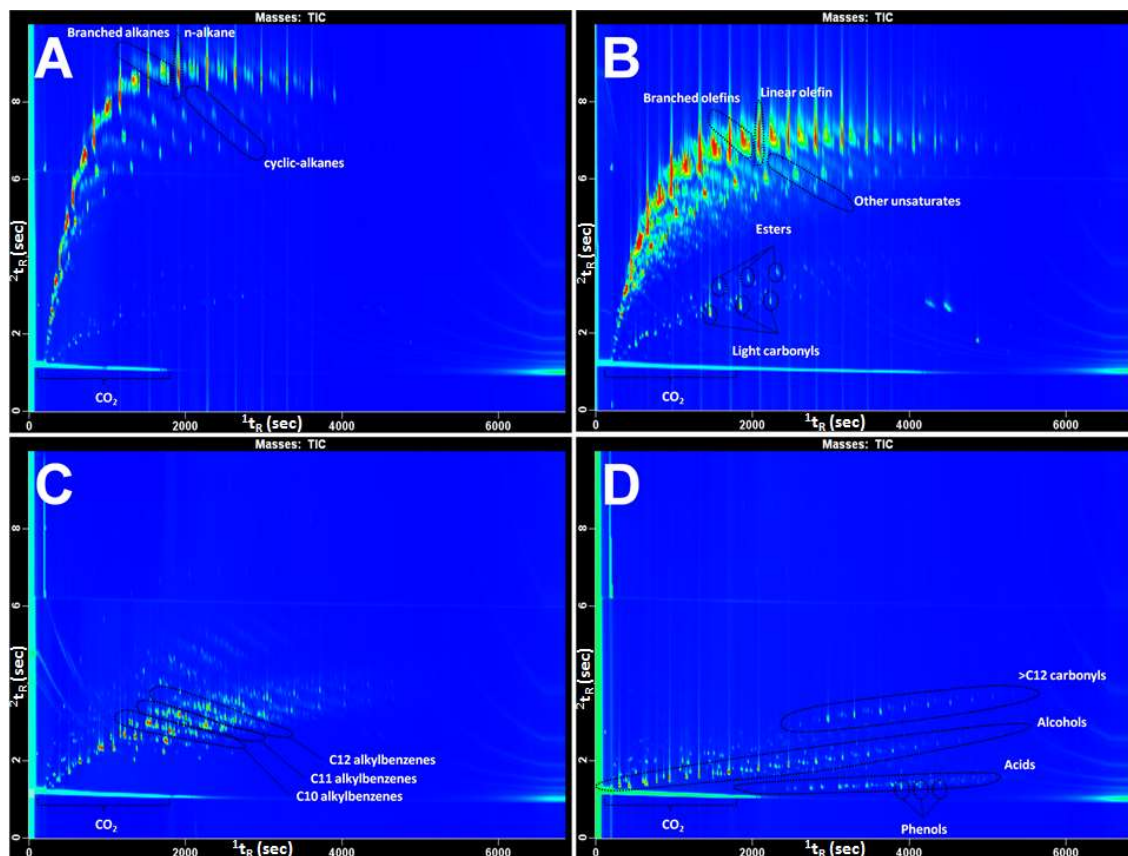 Masses: TIC
A
Branched alkanes
n-alkane
cyclic-alkanes
CO₂
²tR (sec)
8
6
2
0
0
2000
¹tR (sec)
4000
6000
Masses: TIC
B
Branched olefins
Linear olefin
Other unsaturates
Esters
Light carbonyls
CO₂
²tR (sec)
8
6
2
0
0
2000
¹tR (sec)
4000
6000
Masses: TIC
C
C12 alkylbenzenes
C11 alkylbenzenes
C10 alkylbenzenes
CO₂
²tR (sec)
8
6
2
0
0
2000
¹tR (sec)
4000
6000
Masses: TIC
D
>C12 carbonyls
Alcohols
Acids
Phenols
CO₂
²tR (sec)
8
6
2
0
0
2000
¹tR (sec)
4000
6000